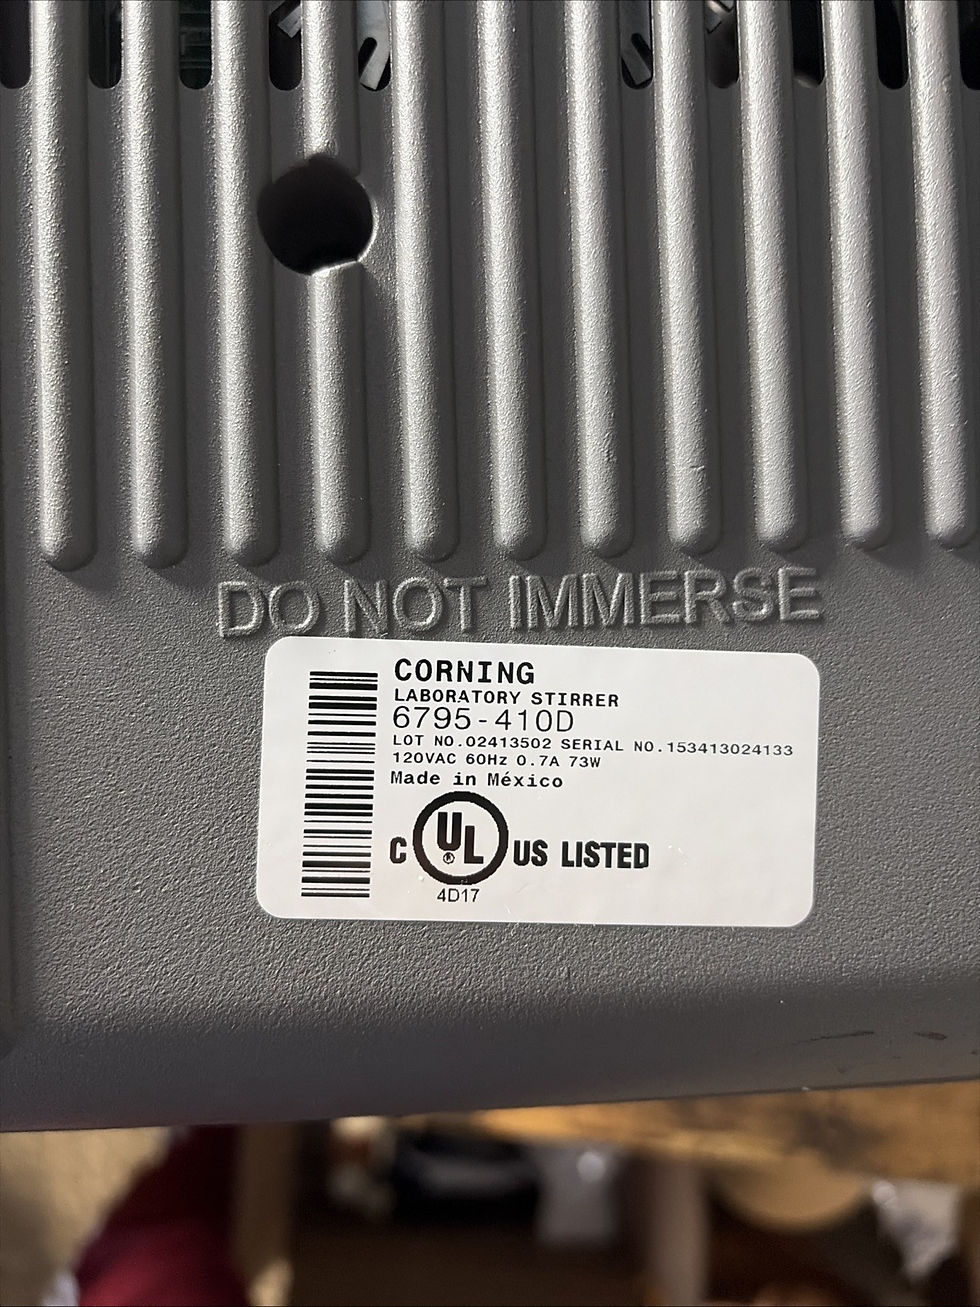 DO NOT IMMERSE
CORNING
LABORATORY STIRRER
6795-410D
LOT NO.02413502 SERIAL NO.153413024133
120VAC 60Hz 0.7A 73W
Made in México
C UL® US LISTED
4D17